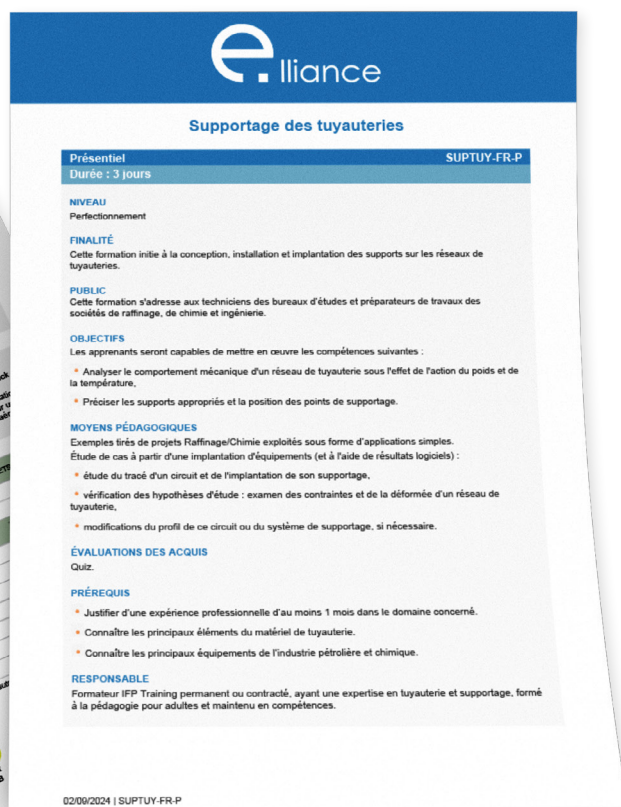 e.lliance
Supportage des tuyauteries
Présentiel SUPTUY-FR-P
Durée : 3 jours
NIVEAU
Perfectionnement
FINALITÉ
Cette formation initie à la conception, installation et implantation des supports sur les réseaux de
tuyauteries.
PUBLIC
Cette formation s'adresse aux techniciens des bureaux d'études et préparateurs de travaux des
sociétés de raffinage, de chimie et ingénierie.
OBJECTIFS
Les apprenants seront capables de mettre en œuvre les compétences suivantes :
* Analyser le comportement mécanique d'un réseau de tuyauterie sous l'effet de l'action du poids et de
la température,
* Préciser les supports appropriés et la position des points de supportage.
MOYENS PÉDAGOGIQUES
Exemples tirés de projets Raffinage/Chimie exploités sous forme d'applications simples.
Étude de cas à partir d'une implantation d'équipements (et à l'aide de résultats logiciels) :
* étude du tracé d'un circuit et de l'implantation de son supportage,
* vérification des hypothèses d'étude : examen des contraintes et de la déformée d'un réseau de
tuyauterie,
* modifications du profil de ce circuit ou du système de supportage, si nécessaire.
ÉVALUATIONS DES ACQUIS
Quiz.
PRÉREQUIS
* Justifier d'une expérience professionnelle d'au moins 1 mois dans le domaine concerné.
* Connaître les principaux éléments du matériel de tuyauterie.
* Connaître les principaux équipements de l'industrie pétrolière et chimique.
RESPONSABLE
Formateur IFP Training permanent ou contracté, ayant une expertise en tuyauterie et supportage, formé
à la pédagogie pour adultes et maintenu en compétences.
02/09/2024 | SUPTUY-FR-P